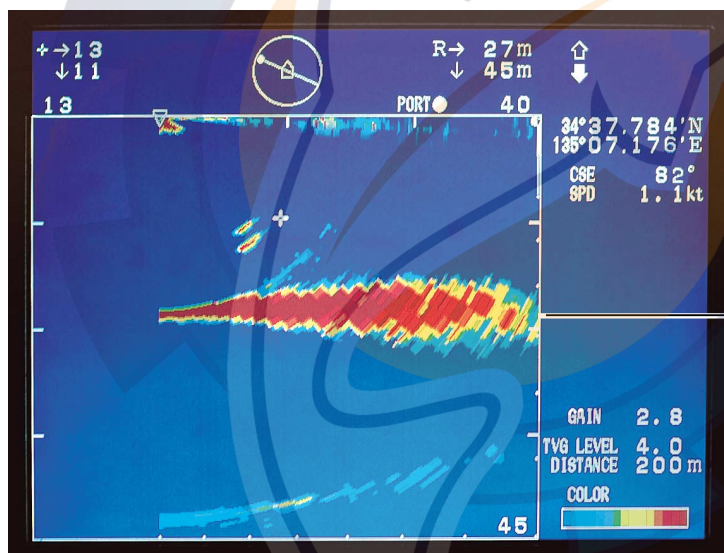 →13
↓11
R→ 27m
↓ 45m
13
PORT
40
34°37.784'N
135°07.176'E
CSE 82°
SPD 1.1kt
GAIN 2.8
TVG LEVEL 4.0
DISTANCE 200m
COLOR
45